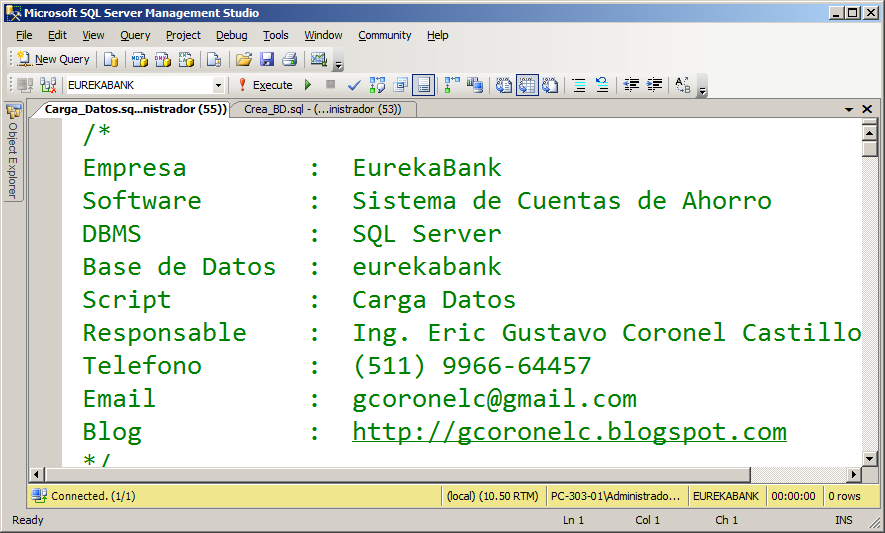 Microsoft SQL Server Management Studio
File Edit View Query Project Debug Tools Window Community Help
New Query
EUREKABANK Execute
Carga_Datos.sq...nistrador (55)) Crea_BD.sql - (...inistrador (53))
Object Explorer
/*
Empresa : EurekaBank
Software : Sistema de Cuentas de Ahorro
DBMS : SQL Server
Base de Datos : eurekabank
Script : Carga Datos
Responsable : Ing. Eric Gustavo Coronel Castillo
Telefono : (511) 9966-64457
Email : gcoronelc@gmail.com
Blog : http://gcoronelc.blogspot.com
*/
Connected. (1/1) (local) (10.50 RTM) PC-303-01\Administrado... EUREKABANK 00:00:00 0 rows
Ready Ln 1 Col 1 Ch 1 INS